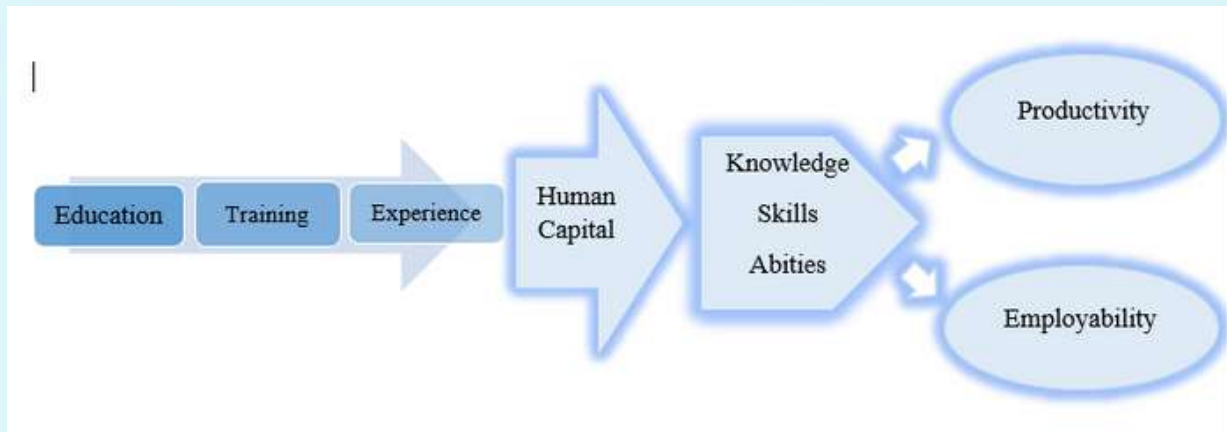 Education
Training
Experience
Human
Capital
Knowledge
Skills
Abities
Productivity
Employability